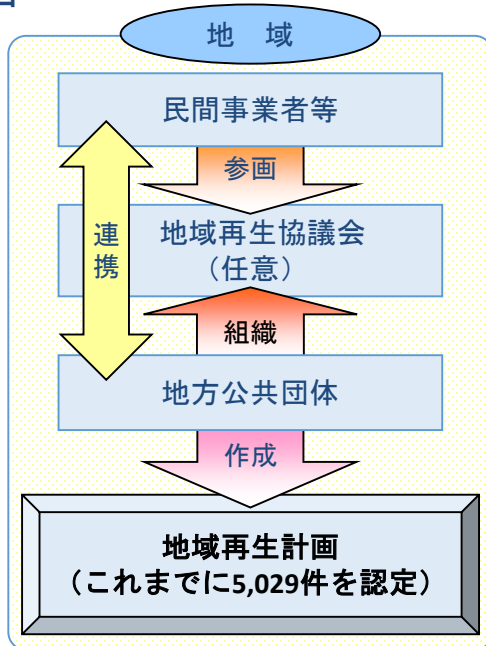 地　域
民間事業者等
参画
連携
地域再生協議会
（任意）
組織
地方公共団体
作成
地域再生計画
（これまでに5,029件を認定）